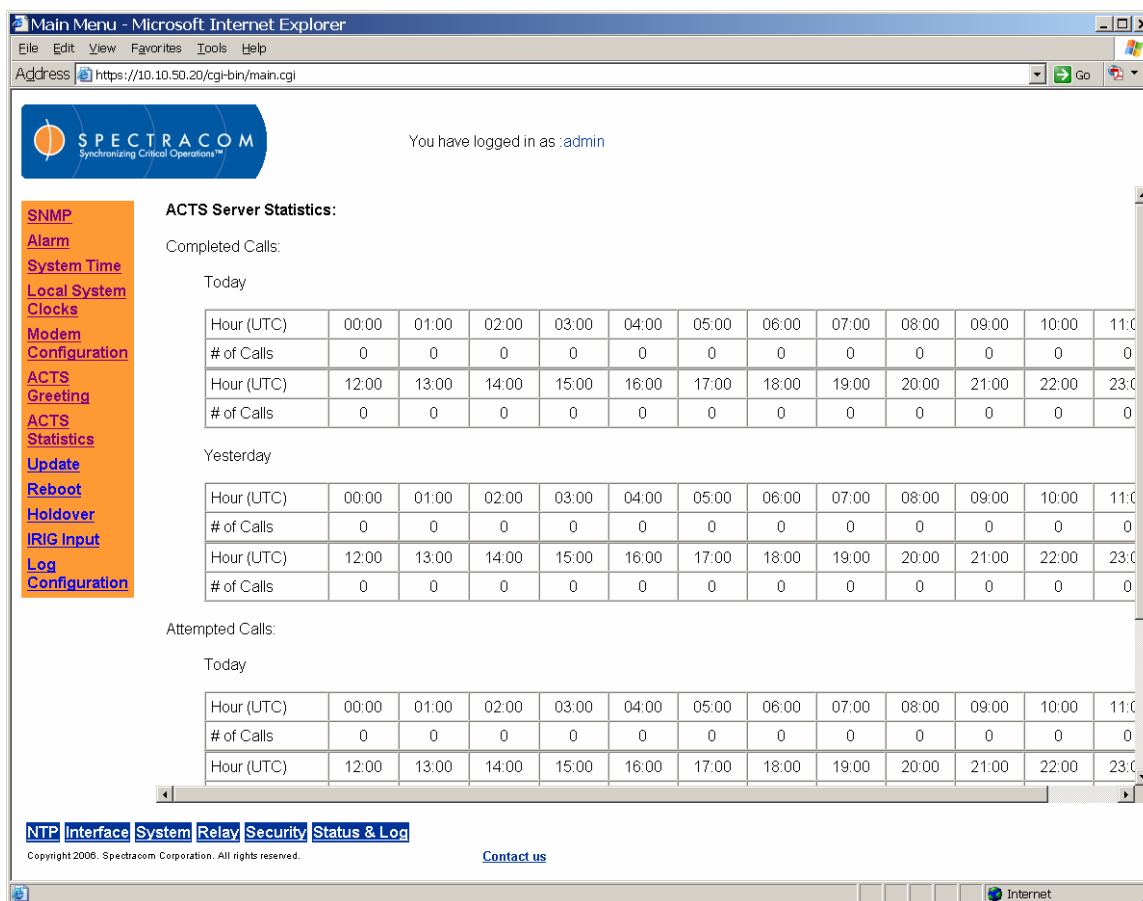 Main Menu - Microsoft Internet Explorer
File Edit View Favorites Tools Help
Address https://10.10.50.20/cgi-bin/main.cgi Go
SPECTRACOM
Synchronizing Critical Operations™
You have logged in as :admin
SNMP
Alarm
System Time
Local System
Clocks
Modem
Configuration
ACTS
Greeting
ACTS
Statistics
Update
Reboot
Holdover
IRIG Input
Log
Configuration
ACTS Server Statistics:
Completed Calls:
Today
Hour (UTC) 00:00 01:00 02:00 03:00 04:00 05:00 06:00 07:00 08:00 09:00 10:00 11:0
# of Calls 0 0 0 0 0 0 0 0 0 0 0 0
Hour (UTC) 12:00 13:00 14:00 15:00 16:00 17:00 18:00 19:00 20:00 21:00 22:00 23:0
# of Calls 0 0 0 0 0 0 0 0 0 0 0 0
Yesterday
Hour (UTC) 00:00 01:00 02:00 03:00 04:00 05:00 06:00 07:00 08:00 09:00 10:00 11:0
# of Calls 0 0 0 0 0 0 0 0 0 0 0 0
Hour (UTC) 12:00 13:00 14:00 15:00 16:00 17:00 18:00 19:00 20:00 21:00 22:00 23:0
# of Calls 0 0 0 0 0 0 0 0 0 0 0 0
Attempted Calls:
Today
Hour (UTC) 00:00 01:00 02:00 03:00 04:00 05:00 06:00 07:00 08:00 09:00 10:00 11:0
# of Calls 0 0 0 0 0 0 0 0 0 0 0 0
Hour (UTC) 12:00 13:00 14:00 15:00 16:00 17:00 18:00 19:00 20:00 21:00 22:00 23:0
NTP Interface System Relay Security Status & Log
Copyright 2006. Spectracom Corporation. All rights reserved. Contact us
Internet